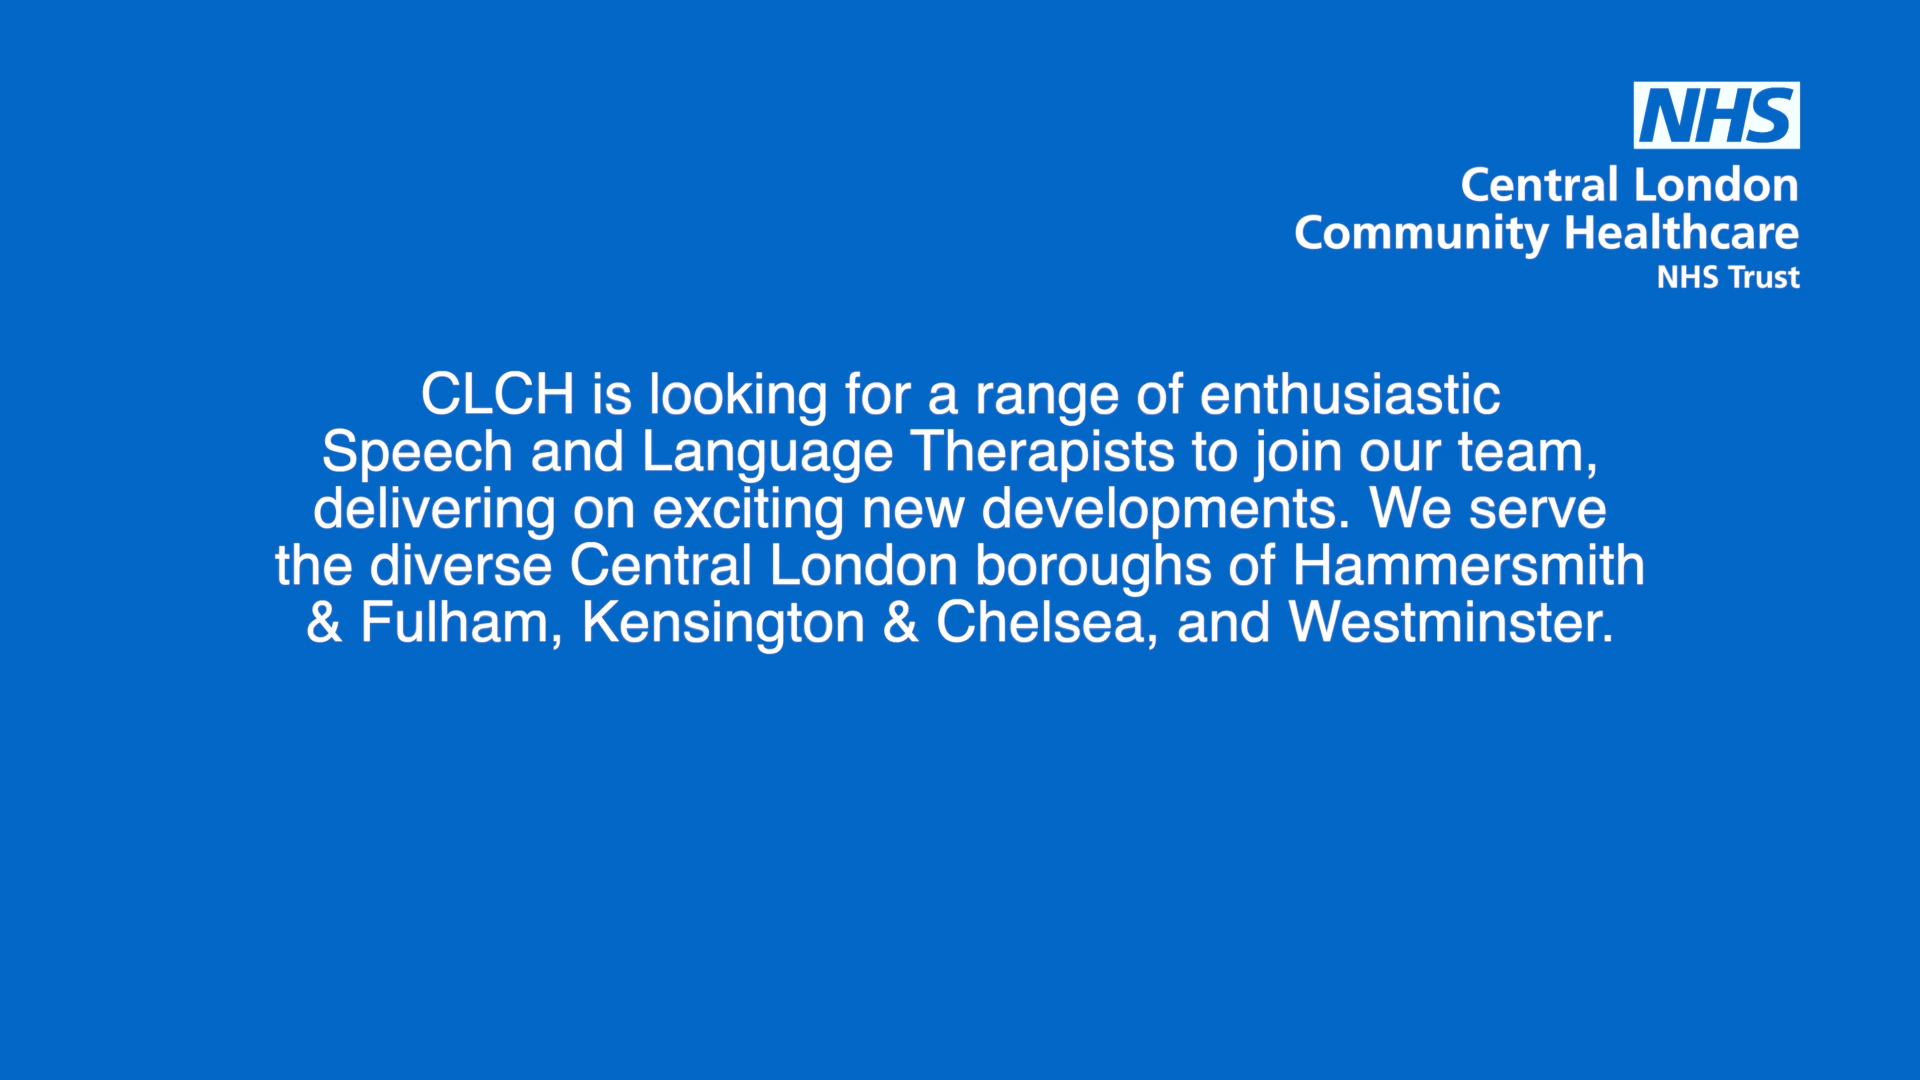 NHS
Central London
Community Healthcare
NHS Trust
CLCH is looking for a range of enthusiastic
Speech and Language Therapists to join our team,
delivering on exciting new developments. We serve
the diverse Central London boroughs of Hammersmith
& Fulham, Kensington & Chelsea, and Westminster.